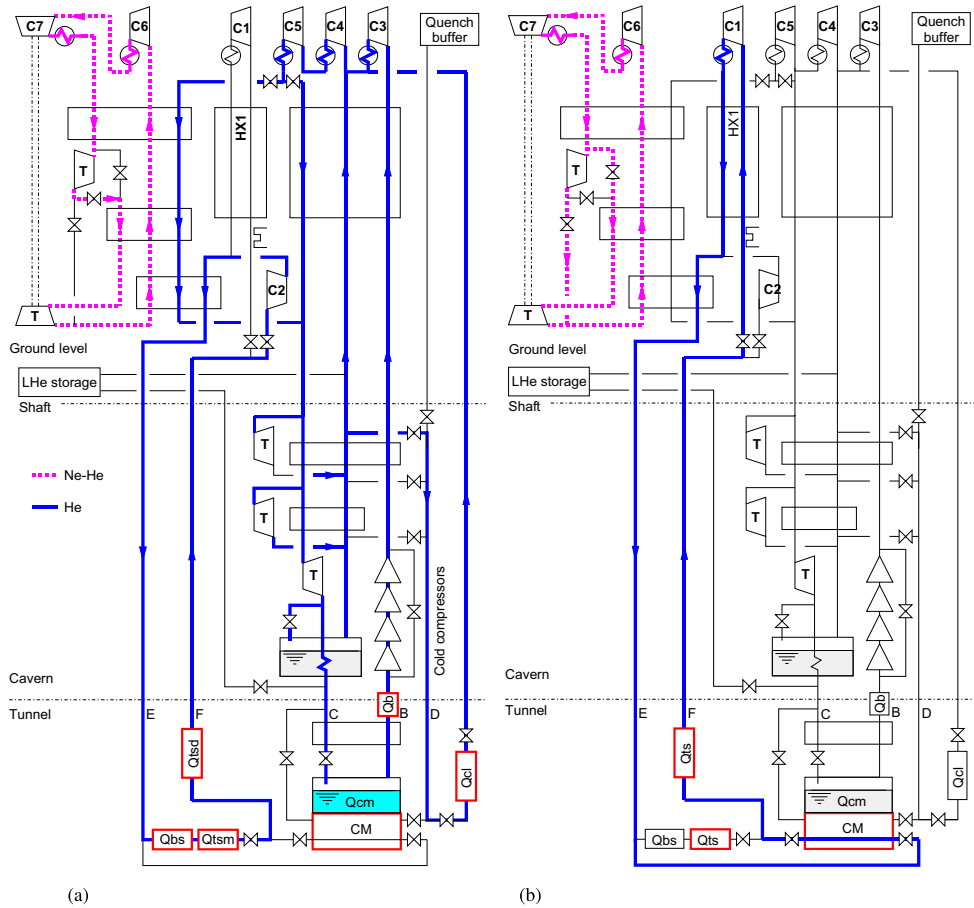 C7
C6
C1
C5
C4
C3
Quench
buffer
HX1
T
C2
T
Ground level
LHe storage
Shaft
Ne-He
He
T
T
T
Cold compressors
Cavern
Tunnel
E
F
C
Qb
B
D
Qtsd
Qcl
Qcm
CM
Qbs
Qtsm
(a)
C7
C6
C1
C5
C4
C3
Quench
buffer
HX1
T
C2
T
Ground level
LHe storage
Shaft
T
T
T
Cavern
Tunnel
E
F
C
Qb
B
D
Qts
Qcl
Qcm
CM
Qbs
Qts
(b)